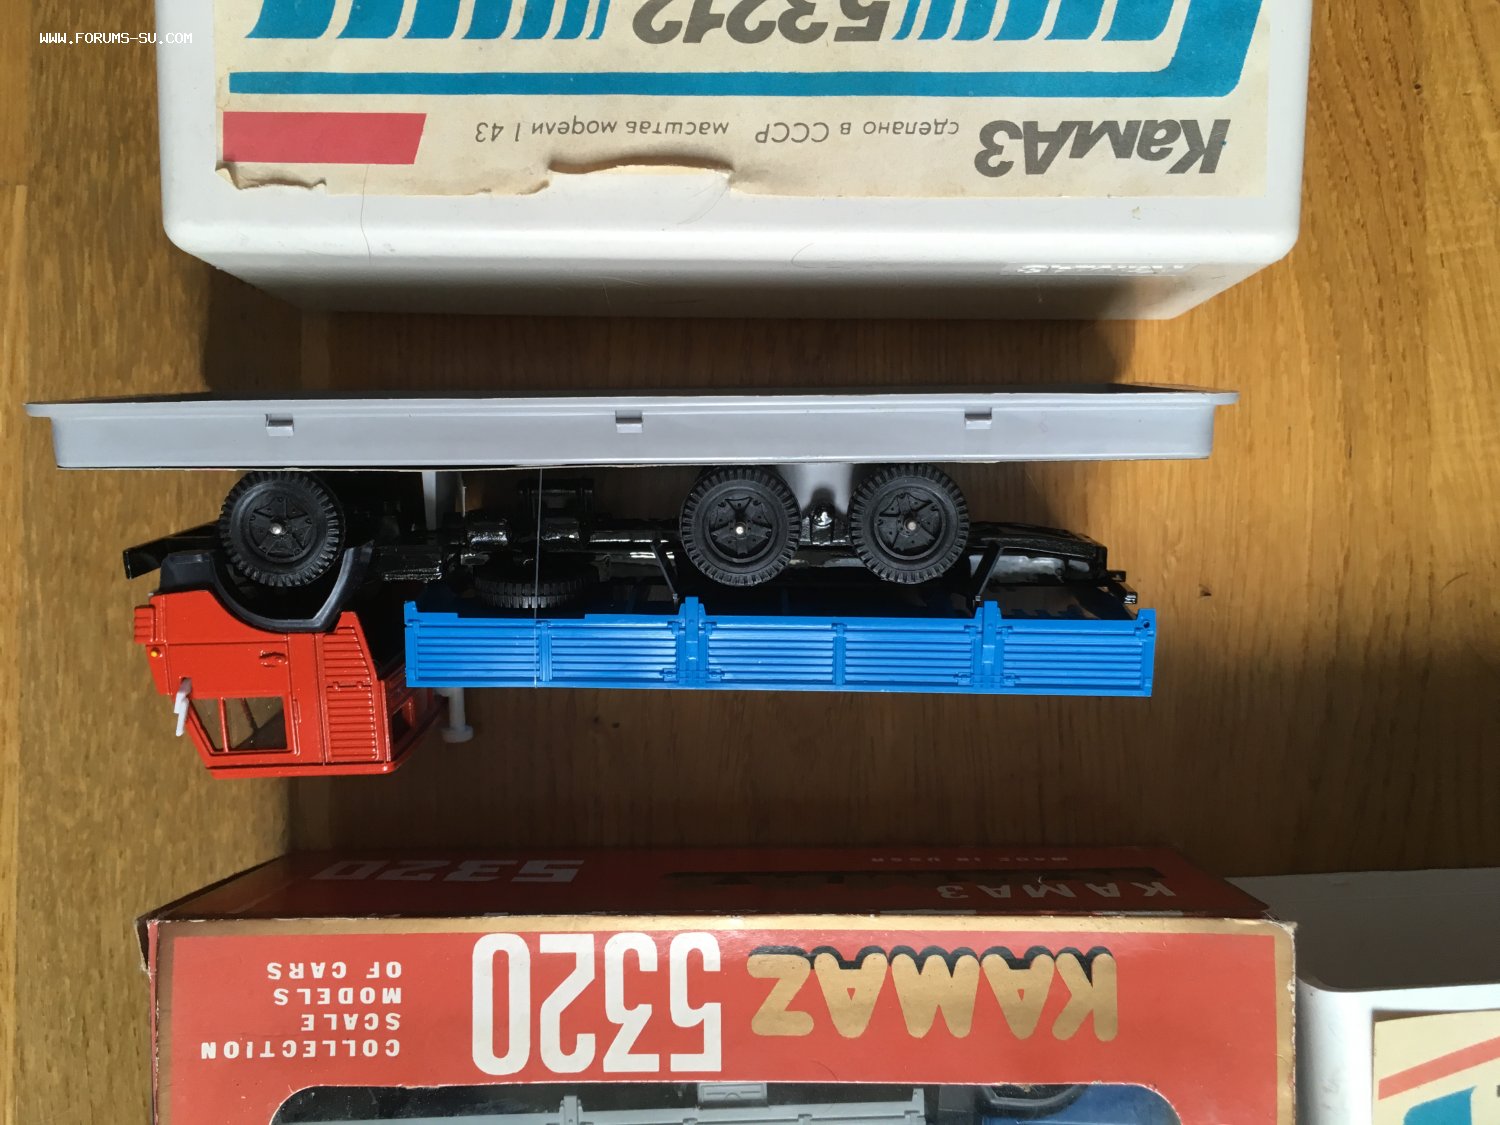 WWW.FORUMS-SU.COM
53212
КамАЗ
сделано в СССР масштаб модели 1 43
5320
КАМАЗ
MADE IN USSR
KAMAZ
5320
COLLECTION
SCALE
MODELS
OF CARS